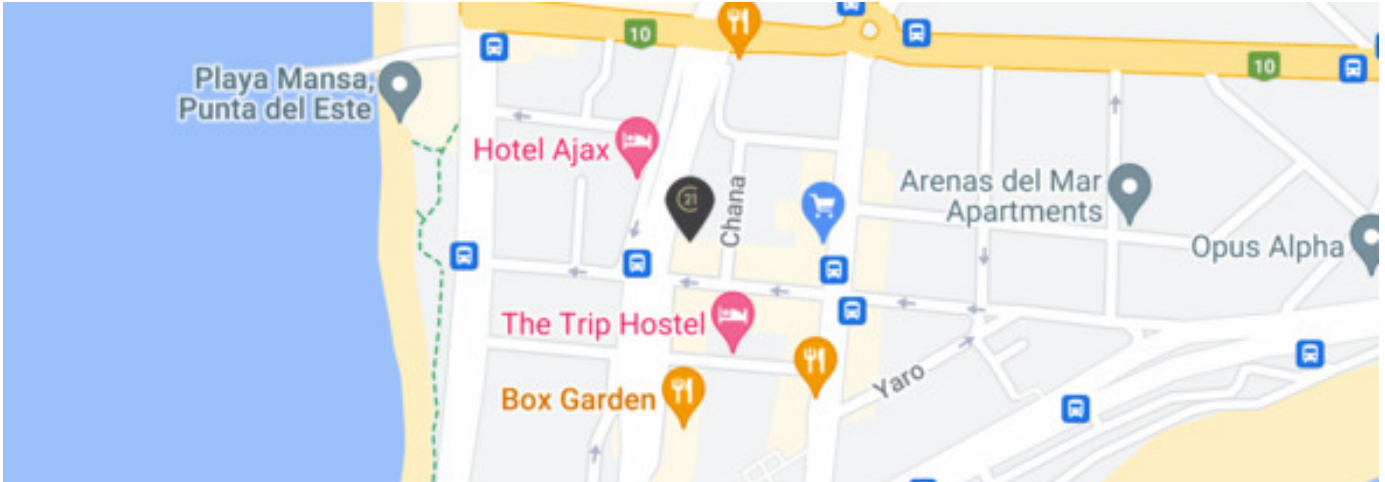 10
10
Playa Mansa,
Punta del Este
Hotel Ajax
21
Chana
Arenas del Mar
Apartments
Opus Alpha
The Trip Hostel
Box Garden
Yaro